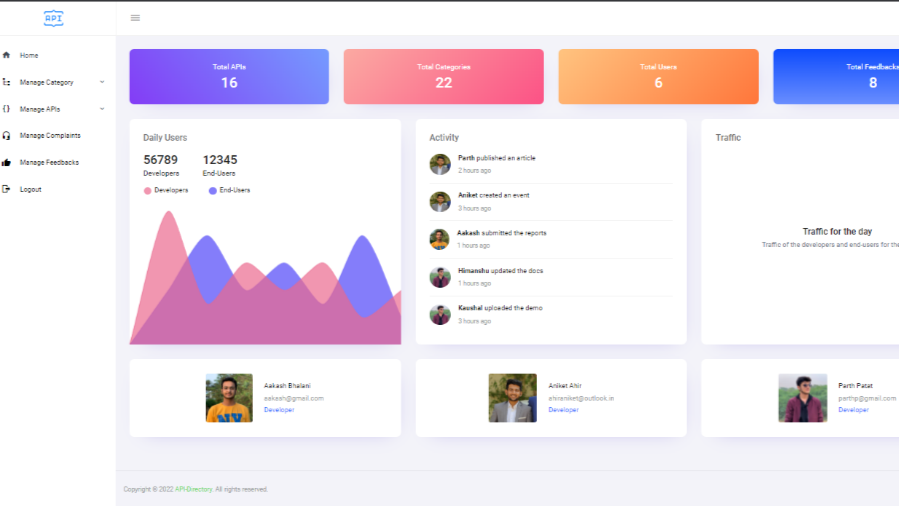 API
Home
Manage Category
Manage APIs
Manage Complaints
Manage Feedbacks
Logout
Total APIs
16
Total Categories
22
Total Users
6
Total Feedbacks
8
Daily Users
56789
Developers
12345
End-Users
Developers
End-Users
Activity
Parth published an article
2 hours ago
Aniket created an event
3 hours ago
Aakash submitted the reports
1 hours ago
Himanshu updated the docs
1 hours ago
Kaushal uploaded the demo
3 hours ago
Traffic
Traffic for the day
Traffic of the developers and end-users for the
Aakash Bhalani
aakash@gmail.com
Developer
Aniket Ahir
ahiraniket@outlook.in
Developer
Parth Patat
parthp@gmail.com
Developer
Copyright © 2022 API-Directory. All rights reserved.